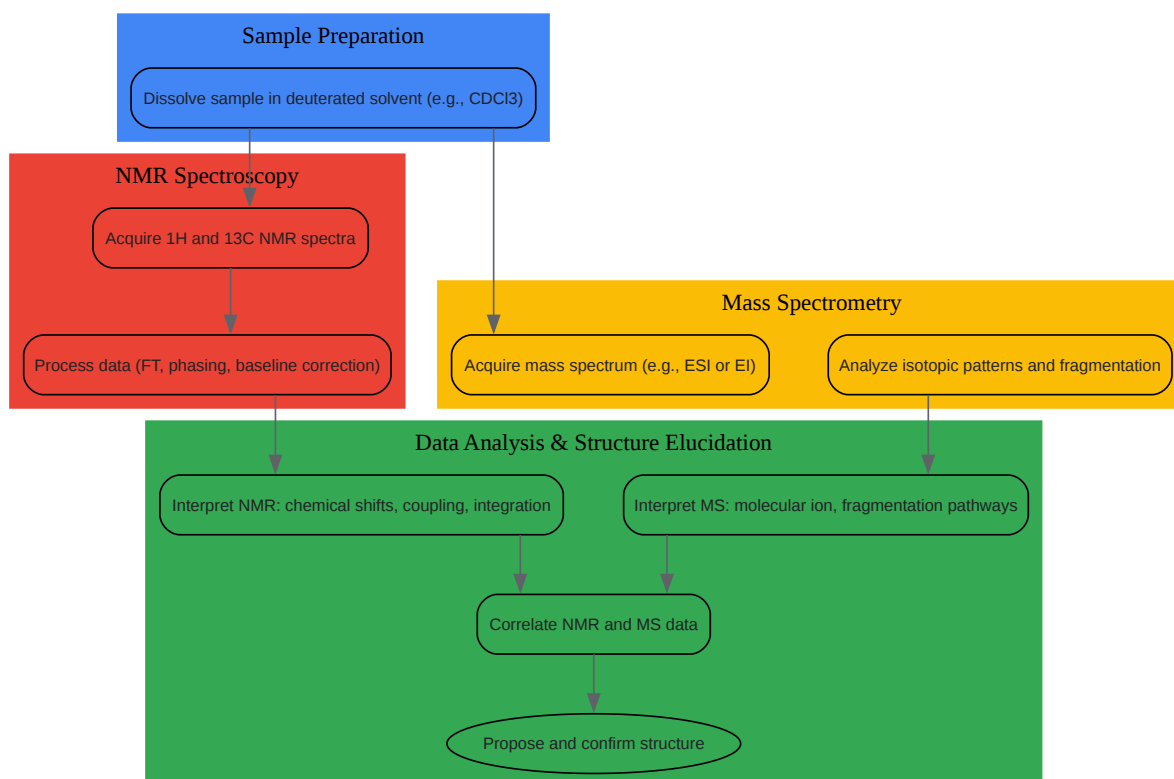 Sample Preparation
Dissolve sample in deuterated solvent (e.g., CDCl3)
NMR Spectroscopy
Acquire 1H and 13C NMR spectra
Process data (FT, phasing, baseline correction)
Mass Spectrometry
Acquire mass spectrum (e.g., ESI or EI)
Analyze isotopic patterns and fragmentation
Data Analysis & Structure Elucidation
Interpret NMR: chemical shifts, coupling, integration
Interpret MS: molecular ion, fragmentation pathways
Correlate NMR and MS data
Propose and confirm structure